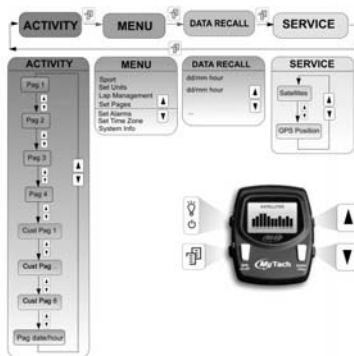 ACTIVITY
MENU
DATA RECALL
SERVICE
ACTIVITY
Pag 1
Pag 2
Pag 3
Pag 4
Cust Pag 1
Cust Pag...
Cust Pag 6
Pag date/hour
MENU
Sport
Set Units
Lap Management
Set Pages
Set Alarms
Set Time Zone
System Info
DATA RECALL
dd/mm hour
dd/mm hour
...
SERVICE
Satellites
GPS Position
SATELLITES
MyTach